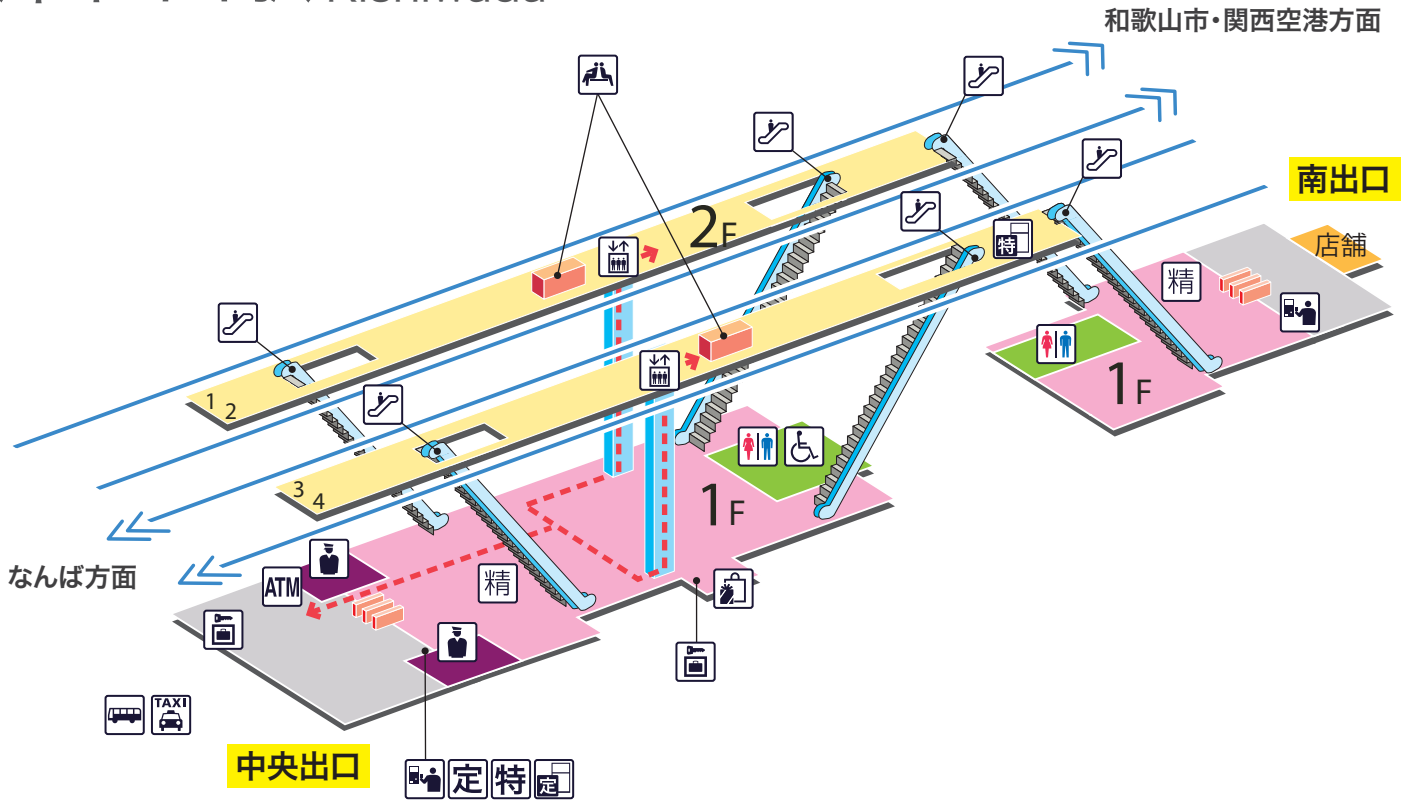 Kishiwada
和歌山市・関西空港方面
南出口
店舗
2F
特
精
1F
1
2
3
4
1F
なんば方面
ATM
精
TAXI
中央出口
定
特
定